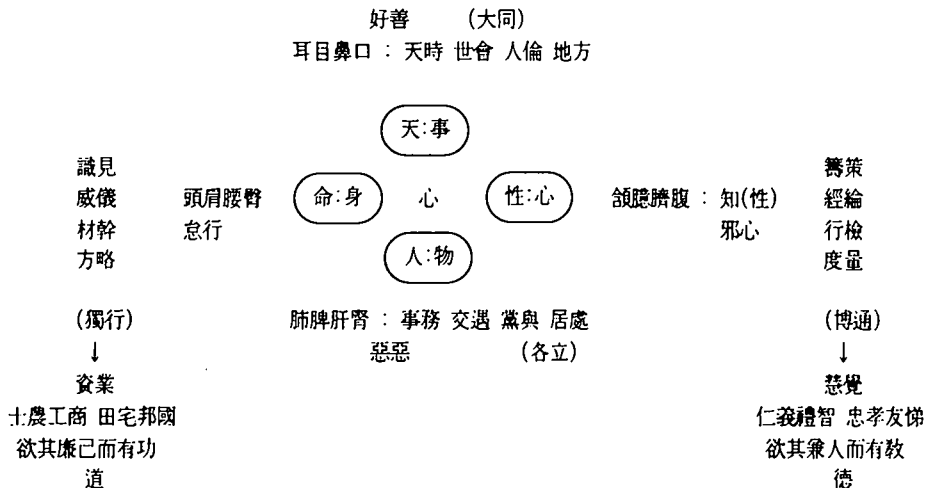 好善 (大同)
耳目鼻口 : 天時 世會 人倫 地方
天:事
識見
籌策
威儀 頭肩腰臀 命:身 心 性:心 頷臆臍腹 : 知(性) 經綸
材幹 怠行 邪心 行檢
方略 人:物 度量
(獨行) 肺脾肝腎 : 事務 交遇 黨與 居處 (博通)
↓ 惡惡 (各立) ↓
資業 慧覺
士農工商 田宅邦國 仁義禮智 忠孝友悌
欲其廉己而有功 欲其兼人而有敎
道 德